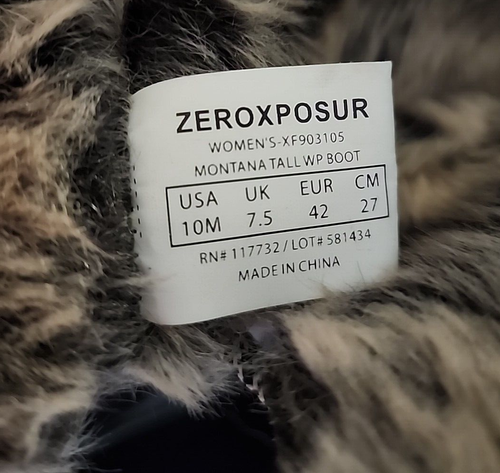 ZEROXPOSUR
WOMEN'S-XF903105
MONTANA TALL WP BOOT
USA UK EUR CM
10M 7.5 42 27
RN# 117732 / LOT# 581434
MADE IN CHINA